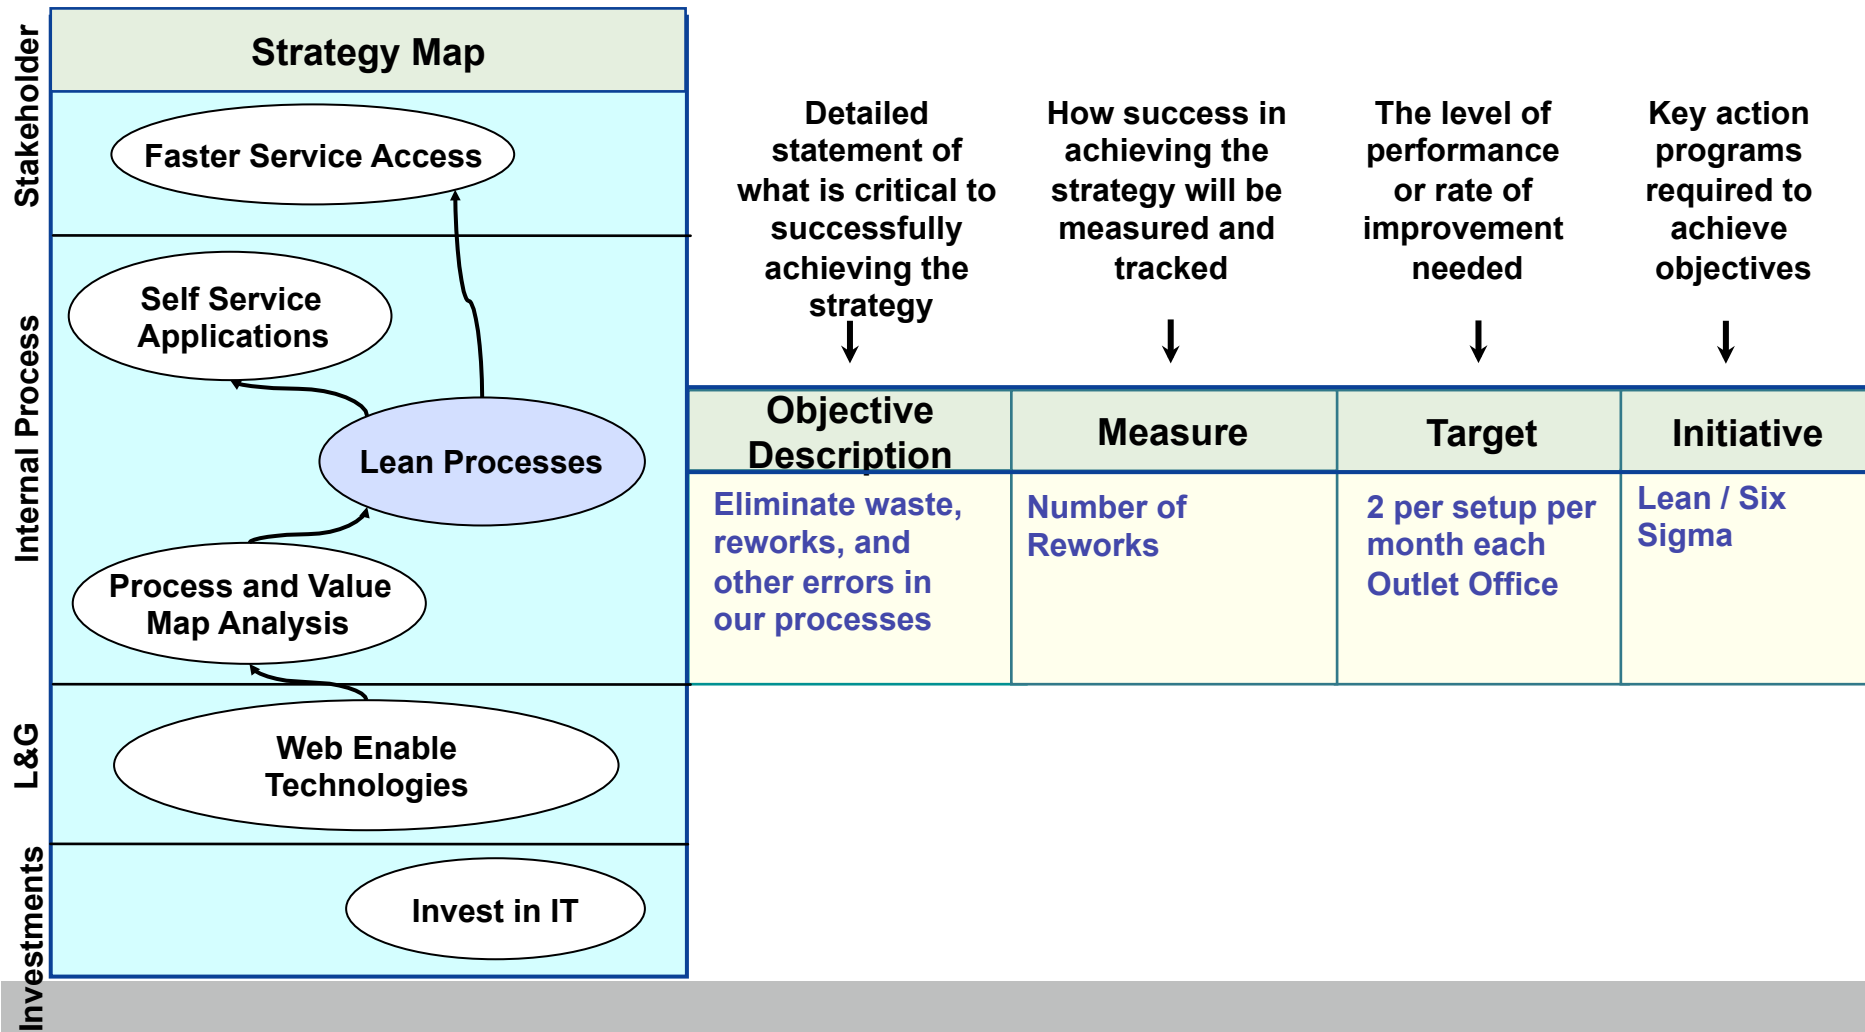 Strategy Map
Stakeholder
Faster Service Access
Internal Process
Self Service
Applications
Lean Processes
Process and Value
Map Analysis
L&G
Web Enable
Technologies
Investments
Invest in IT
Detailed
statement of
what is critical to
successfully
achieving the
strategy
How success in
achieving the
strategy will be
measured and
tracked
The level of
performance
or rate of
improvement
needed
Key action
programs
required to
achieve
objectives
Objective
Description
Measure
Target
Initiative
Eliminate waste,
reworks, and
other errors in
our processes
Number of
Reworks
2 per setup per
month each
Outlet Office
Lean / Six
Sigma